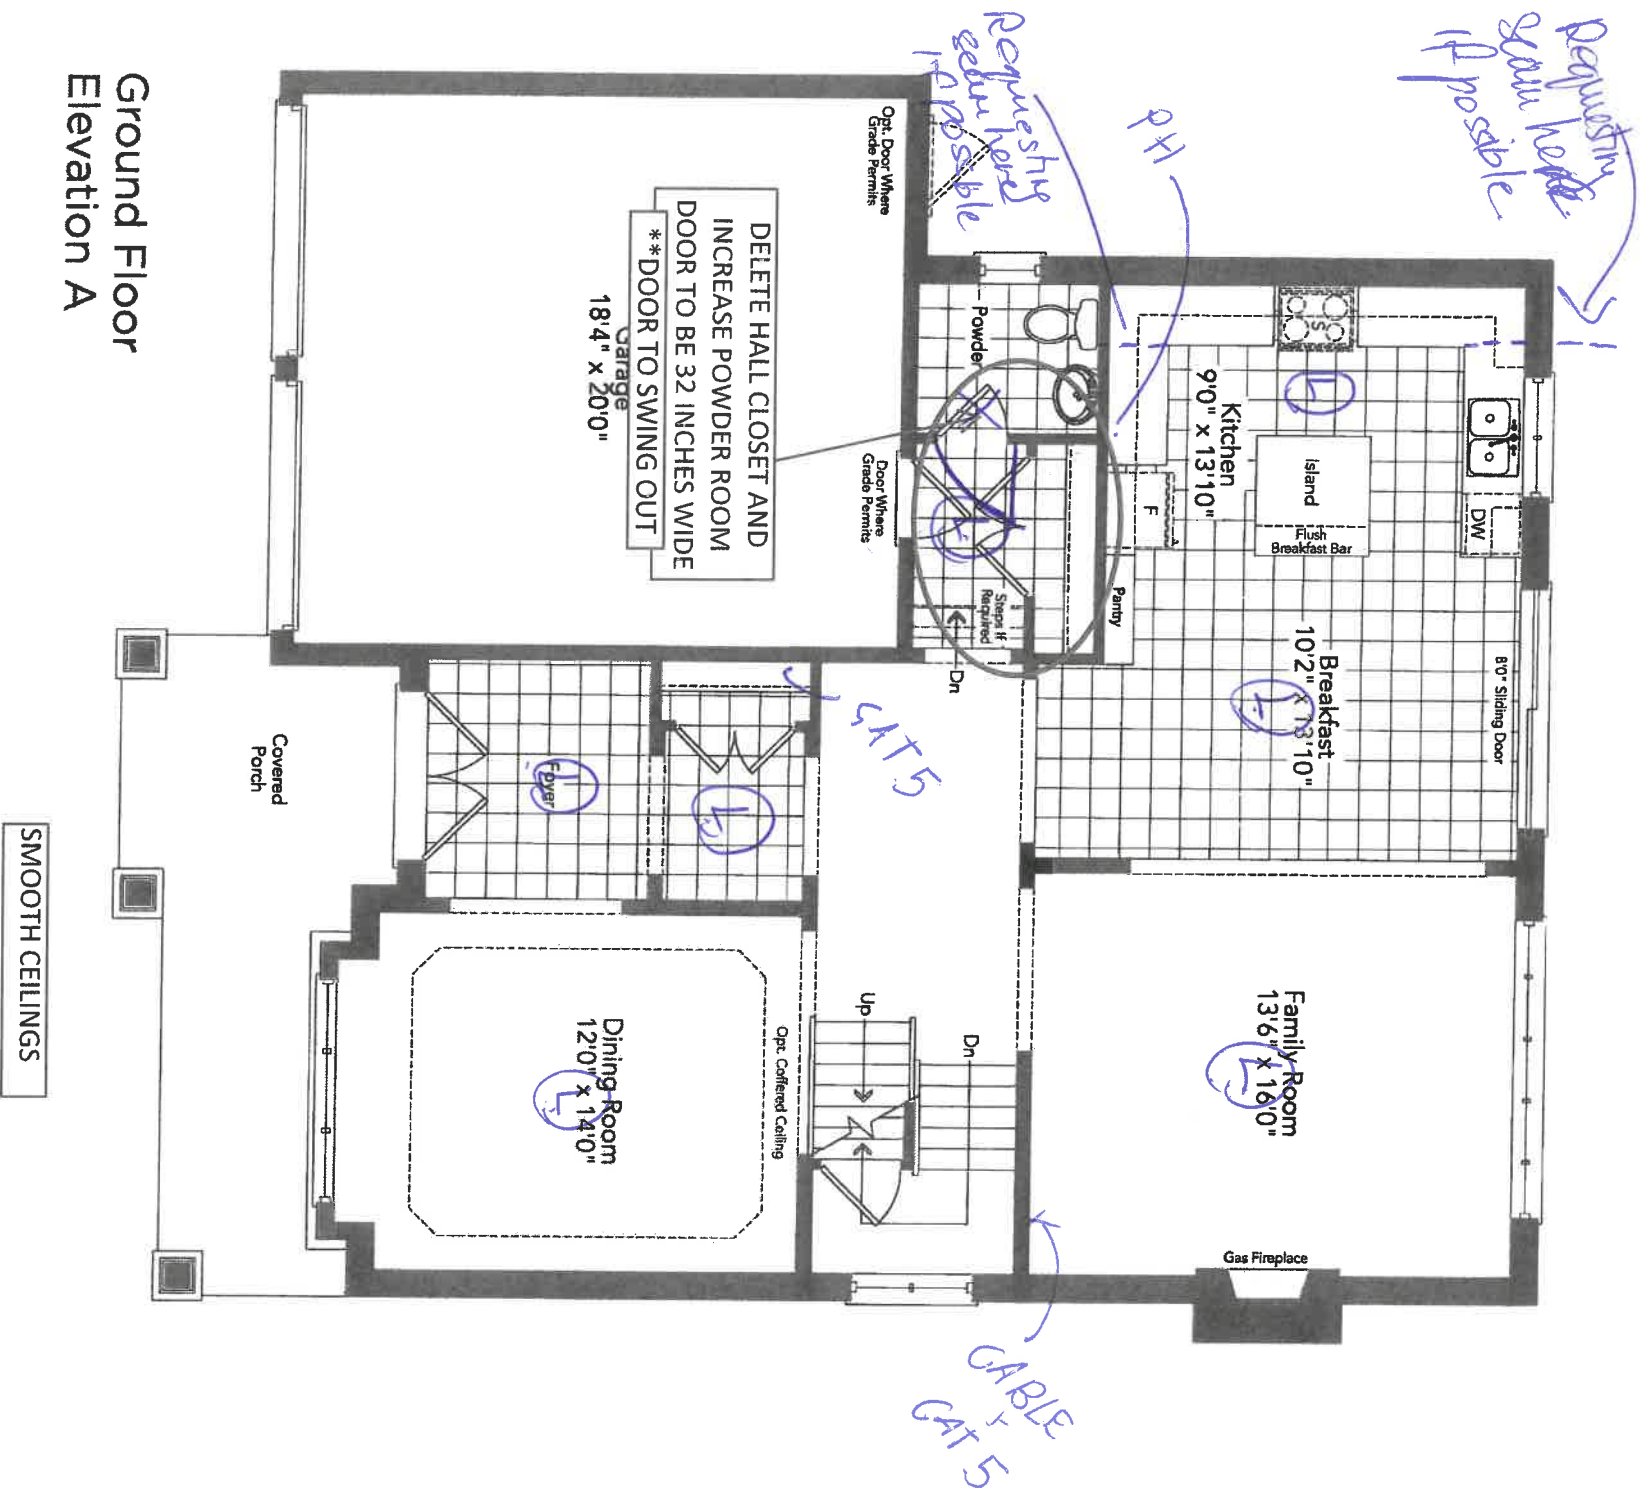 Requesting
seam here
if possible
Requesting
seam here
if possible
PH
8'0" Sliding Door
DW
Island
Flush
Breakfast Bar
S
L
Kitchen
9'0" x 13'10"
F
Pantry
Breakfast
10'2" x 13'10"
L
Family Room
13'6" x 16'0"
L
Gas Fireplace
Powder
Opt. Door Where
Grade Permits
Door Where
Grade Permits
Steps If
Required
L
Dn
Dn
Up
CABLE
+
CAT 5
CAT 5
DELETE HALL CLOSET AND
INCREASE POWDER ROOM
DOOR TO BE 32 INCHES WIDE
**DOOR TO SWING OUT
Garage
18'4" x 20'0"
L
Foyer
L
Opt. Coffered Ceiling
Dining Room
12'0" x 14'0"
L
Covered
Porch
Ground Floor
Elevation A
SMOOTH CEILINGS